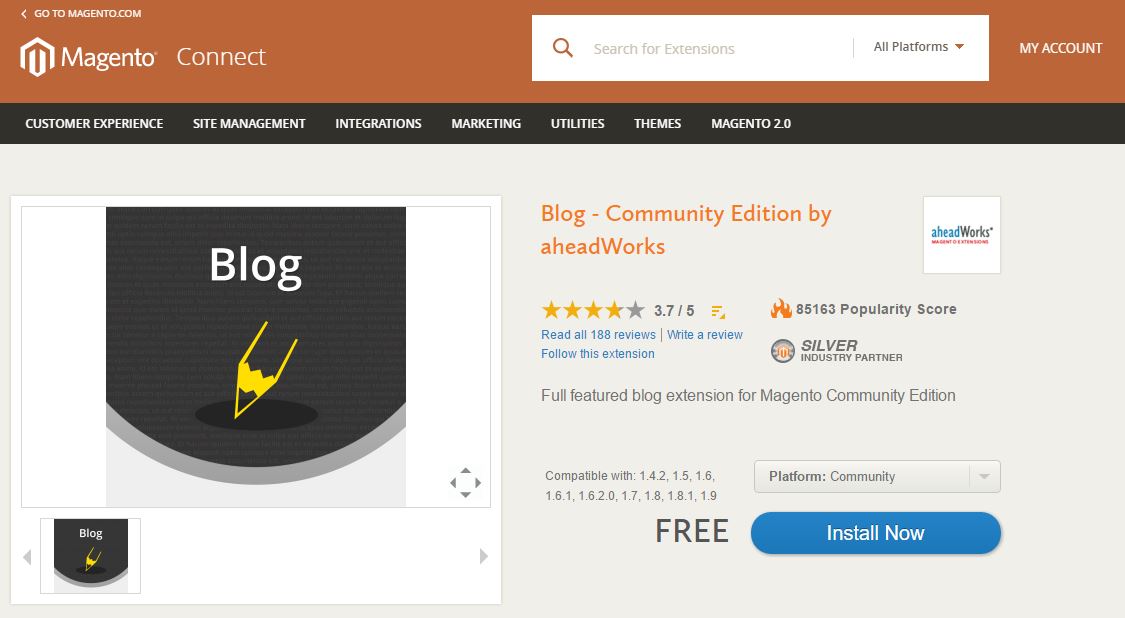 GO TO MAGENTO.COM
Magento Connect
Search for Extensions
All Platforms
MY ACCOUNT
CUSTOMER EXPERIENCE SITE MANAGEMENT INTEGRATIONS MARKETING UTILITIES THEMES MAGENTO 2.0
Blog
Blog
Blog - Community Edition by
aheadWorks
aheadWorks
MAGENTO EXTENSIONS
3.7 / 5
85163 Popularity Score
Read all 188 reviews | Write a review
Follow this extension
SILVER
INDUSTRY PARTNER
Full featured blog extension for Magento Community Edition
Compatible with: 1.4.2, 1.5, 1.6,
1.6.1, 1.6.2.0, 1.7, 1.8, 1.8.1, 1.9
Platform: Community
FREE
Install Now